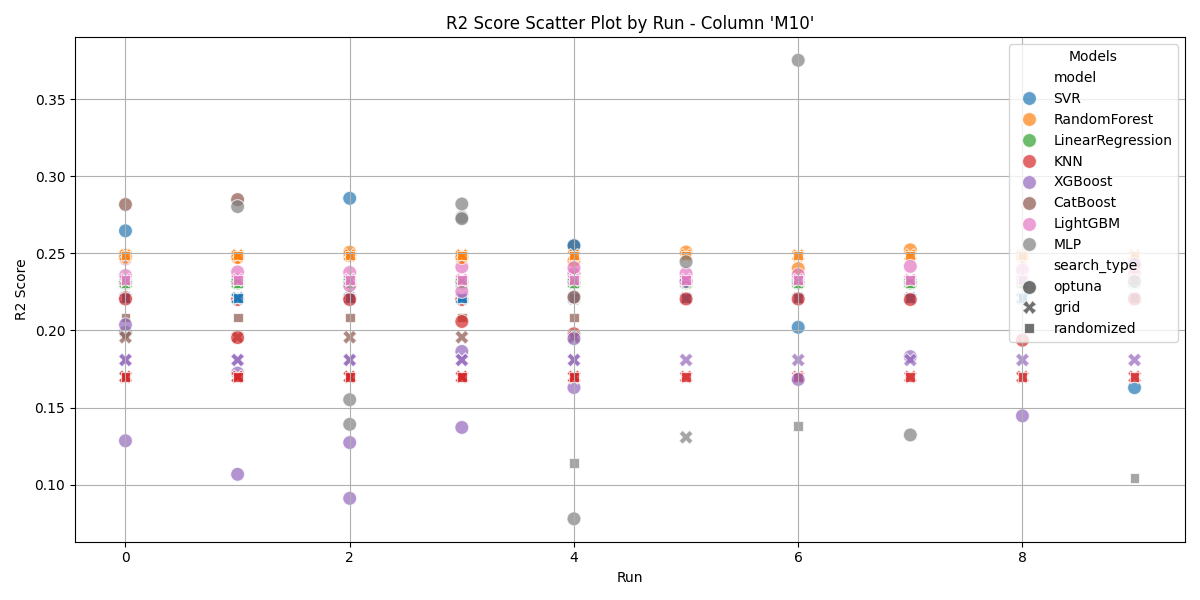 R2 Score Scatter Plot by Run - Column 'M10'
R2 Score
0.35
0.30
0.25
0.20
0.15
0.10
0
2
4
6
8
Run
Models
model
SVR
RandomForest
LinearRegression
KNN
XGBoost
CatBoost
LightGBM
MLP
search_type
optuna
grid
randomized